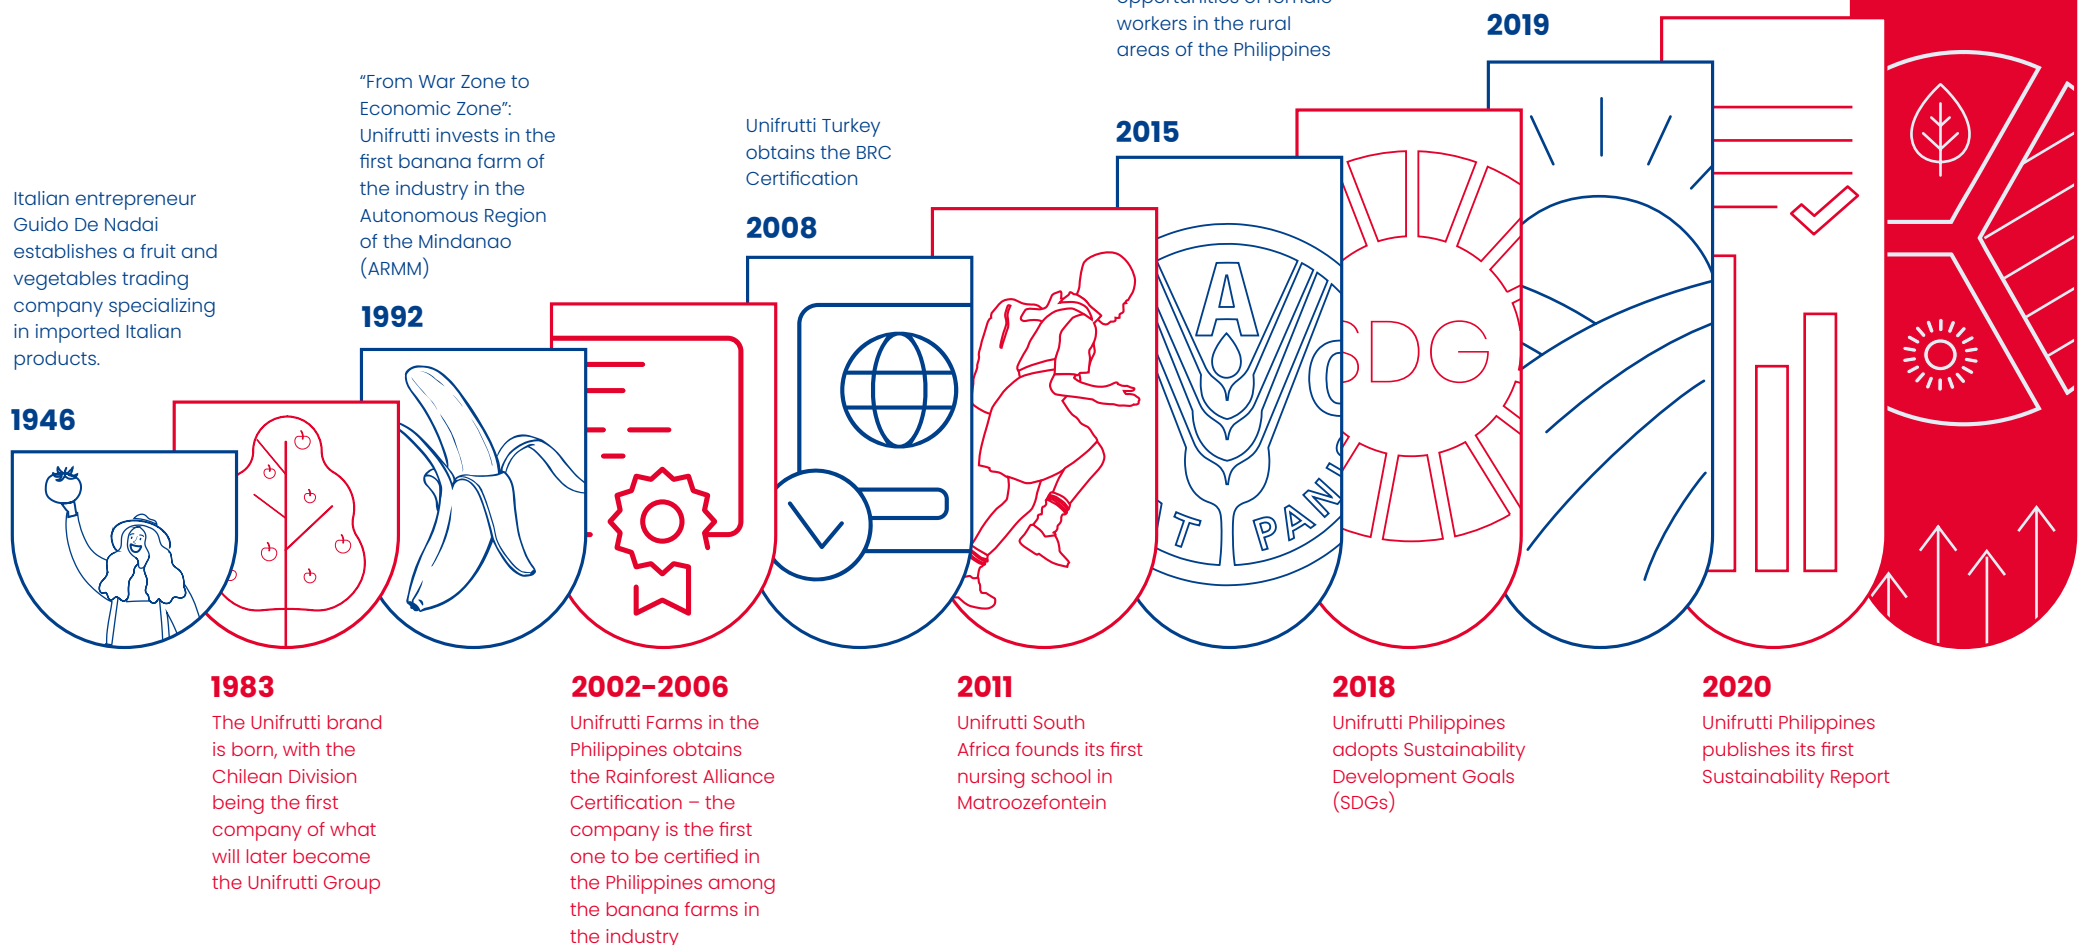 Italian entrepreneur
Guido De Nadai
establishes a fruit and
vegetables trading
company specializing
in imported Italian
products.
1946
1983
The Unifrutti brand
is born, with the
Chilean Division
being the first
company of what
will later become
the Unifrutti Group
“From War Zone to
Economic Zone”:
Unifrutti invests in the
first banana farm of
the industry in the
Autonomous Region
of the Mindanao
(ARMM)
1992
2002-2006
Unifrutti Farms in the
Philippines obtains
the Rainforest Alliance
Certification – the
company is the first
one to be certified in
the Philippines among
the banana farms in
the industry
Unifrutti Turkey
obtains the BRC
Certification
2008
2011
Unifrutti South
Africa founds its first
nursing school in
Matroozefontein
workers in the rural
areas of the Philippines
2015
A
T PANI
2018
Unifrutti Philippines
adopts Sustainability
Development Goals
(SDGs)
SDG
2019
2020
Unifrutti Philippines
publishes its first
Sustainability Report